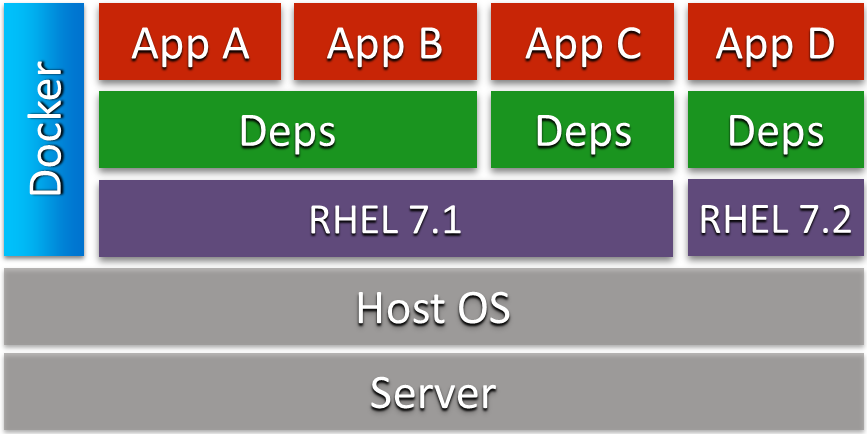 Docker
App A
App B
App C
App D
Deps
Deps
Deps
RHEL 7.1
RHEL 7.2
Host OS
Server